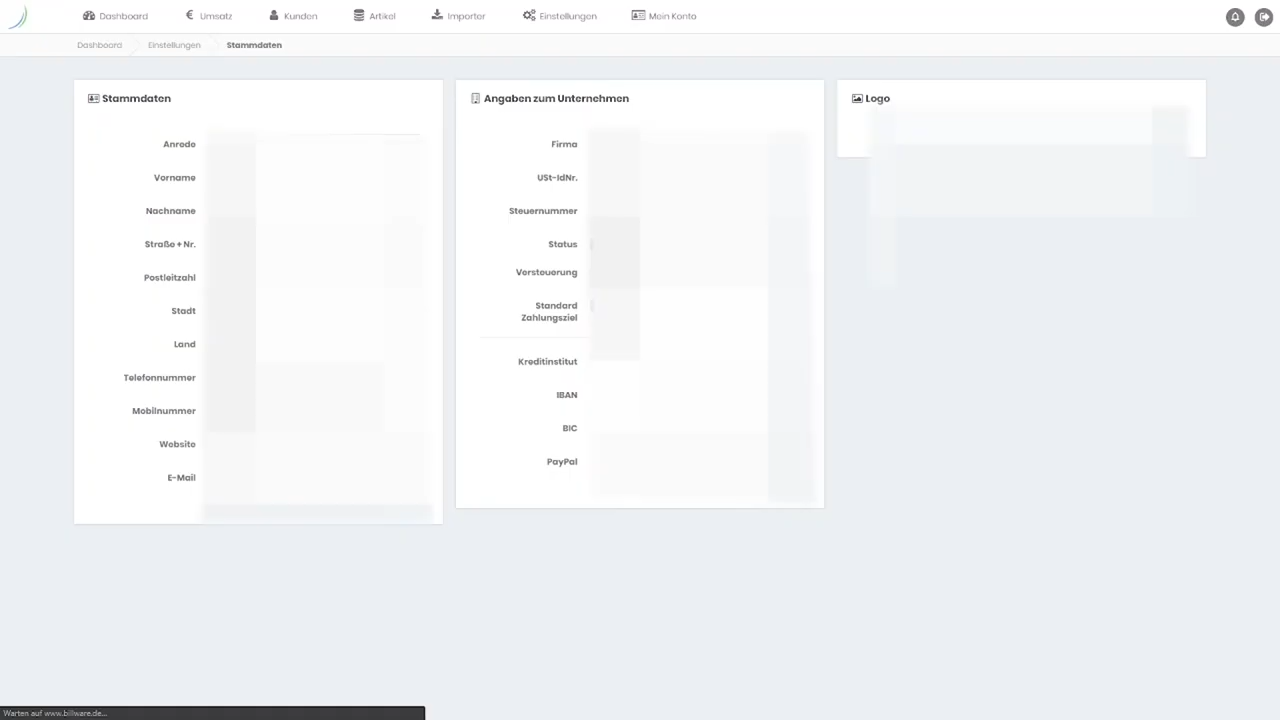 Dashboard
Umsatz
Kunden
Artikel
Importer
Einstellungen
Mein Konto
Dashboard
Einstellungen
Stammdaten
Stammdaten
Anrede
Vorname
Nachname
Straße + Nr.
Postleitzahl
Stadt
Land
Telefonnummer
Mobilnummer
Website
E-Mail
Angaben zum Unternehmen
Firma
USt-IdNr.
Steuernummer
Status
Versteuerung
Standard
Zahlungsziel
Kreditinstitut
IBAN
BIC
PayPal
Logo
Warten auf www.billware.de...